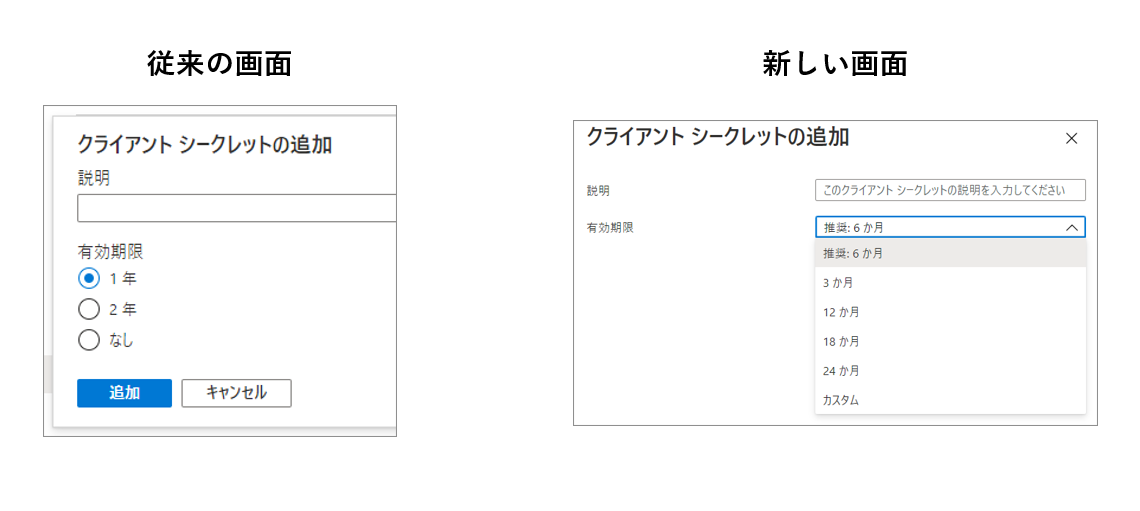 従来の画面
クライアント シークレットの追加
説明
有効期限
1 年
2 年
なし
追加
キャンセル
新しい画面
クライアント シークレットの追加
説明
このクライアント シークレットの説明を入力してください
有効期限
推奨: 6 か月
推奨: 6 か月
3 か月
12 か月
18 か月
24 か月
カスタム